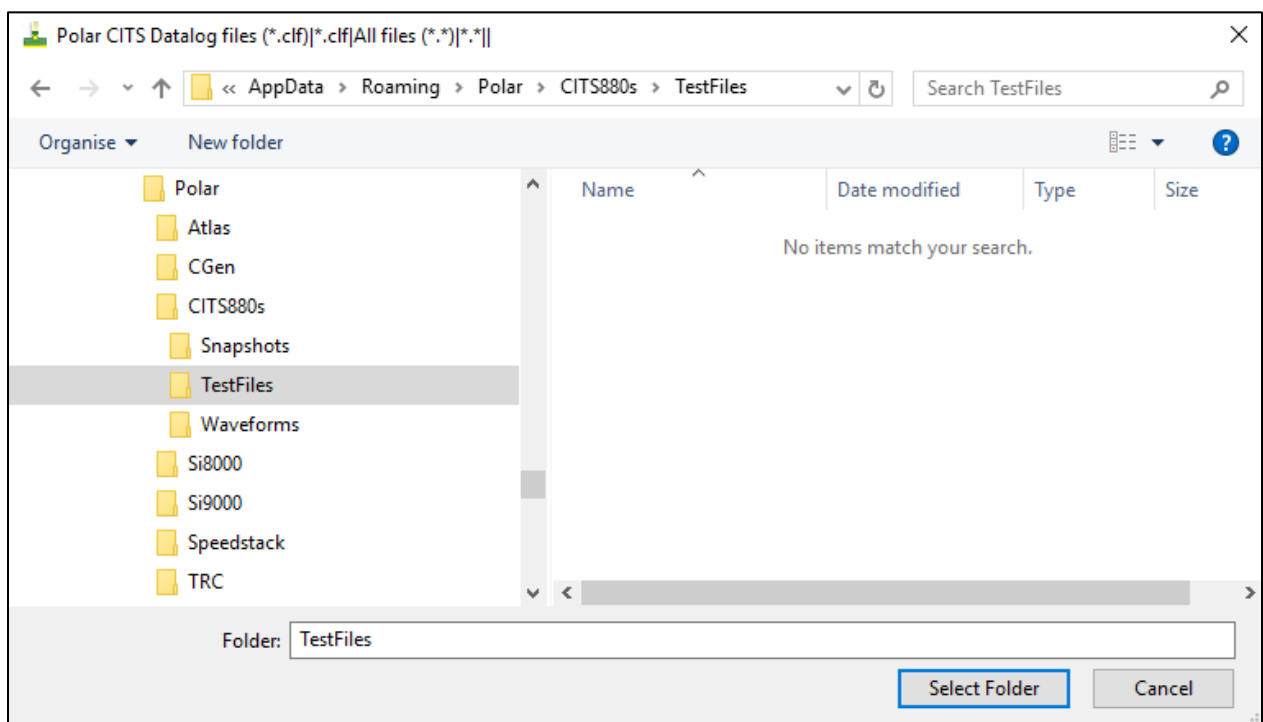 Polar CITS Datalog files (*.clf)|*.clf|All files (*.*)|*.*||
« AppData > Roaming > Polar > CITS880s > TestFiles Search TestFiles
Organise New folder ?
Polar
Atlas
CGen
CITS880s
Snapshots
TestFiles
Waveforms
Si8000
Si9000
Speedstack
TRC
Name Date modified Type Size
No items match your search.
Folder: TestFiles
Select Folder Cancel